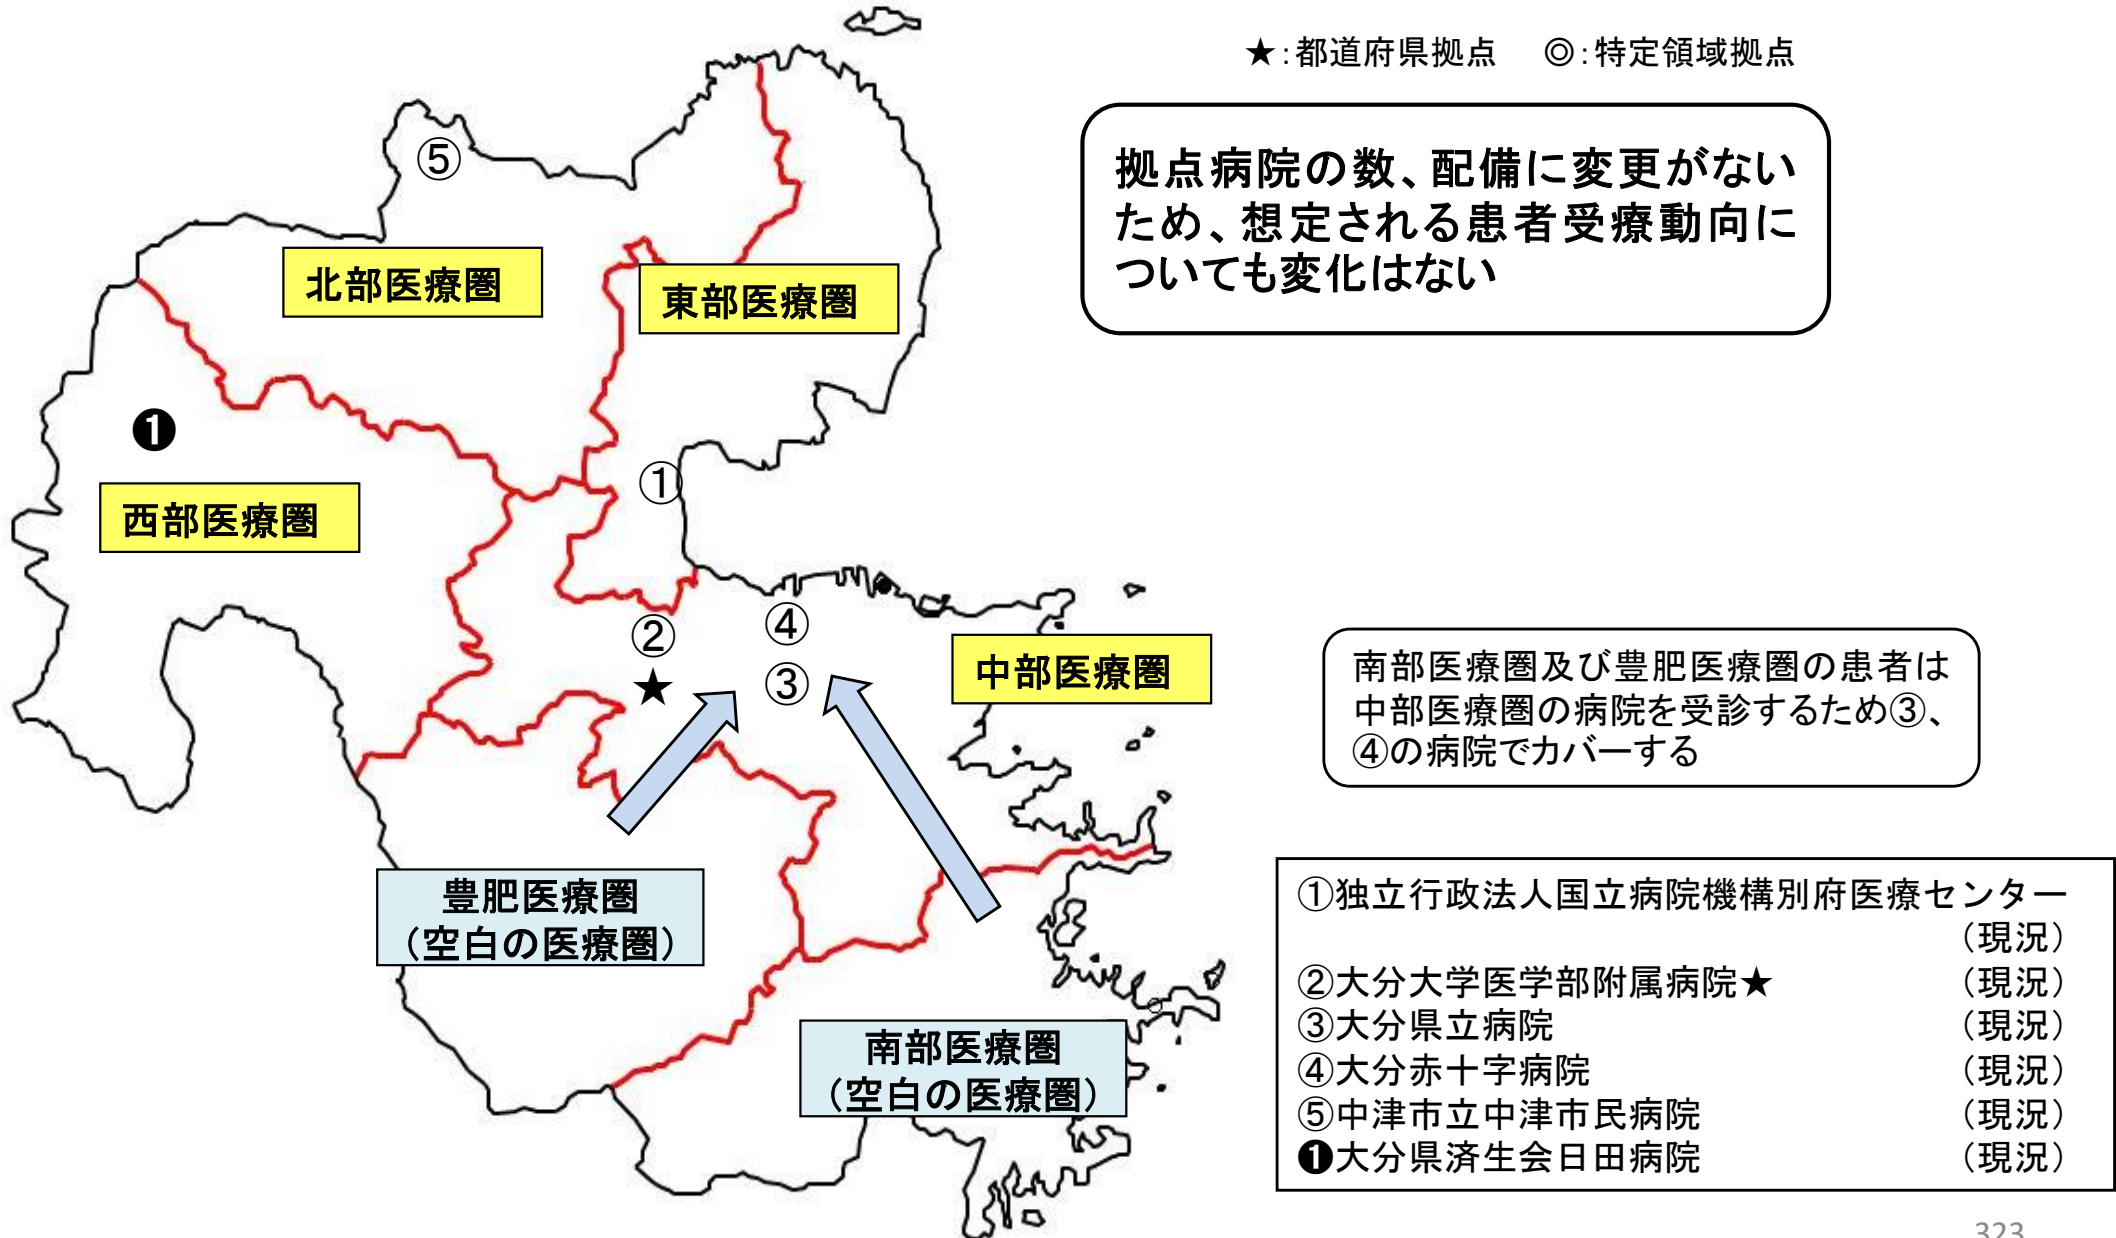 ★:都道府県拠点　◎:特定領域拠点
拠点病院の数、配備に変更がない
ため、想定される患者受療動向に
ついても変化はない
⑤
北部医療圏
東部医療圏
❶
①
西部医療圏
②
★
④
③
中部医療圏
南部医療圏及び豊肥医療圏の患者は
中部医療圏の病院を受診するため③、
④の病院でカバーする
豊肥医療圏
（空白の医療圏）
南部医療圏
（空白の医療圏）
①独立行政法人国立病院機構別府医療センター
（現況）
②大分大学医学部附属病院★　（現況）
③大分県立病院　（現況）
④大分赤十字病院　（現況）
⑤中津市立中津市民病院　（現況）
❶大分県済生会日田病院　（現況）
323